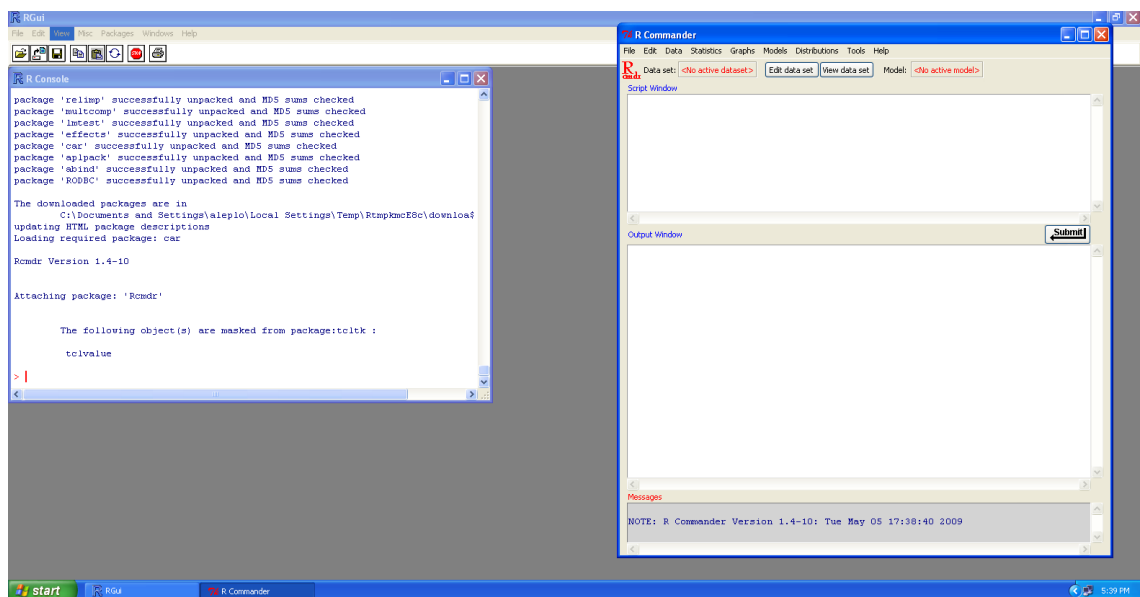 RGui
File Edit View Misc Packages Windows Help
STOP
R Console
package 'relimp' successfully unpacked and MD5 sums checked
package 'multcomp' successfully unpacked and MD5 sums checked
package 'lmtest' successfully unpacked and MD5 sums checked
package 'effects' successfully unpacked and MD5 sums checked
package 'car' successfully unpacked and MD5 sums checked
package 'aplpack' successfully unpacked and MD5 sums checked
package 'abind' successfully unpacked and MD5 sums checked
package 'RODBC' successfully unpacked and MD5 sums checked
The downloaded packages are in
C:\Documents and Settings\aleplo\Local Settings\Temp\RtmpkmcE8c\downloa$
updating HTML package descriptions
Loading required package: car
Rcmdr Version 1.4-10
Attaching package: 'Rcmdr'
The following object(s) are masked from package:tcltk :
tclvalue
>
R Commander
File Edit Data Statistics Graphs Models Distributions Tools Help
R cmdr Data set: <No active dataset> Edit data set View data set Model: <No active model>
Script Window
Output Window Submit
Messages
NOTE: R Commander Version 1.4-10: Tue May 05 17:38:40 2009
start RGui R Commander 5:39 PM